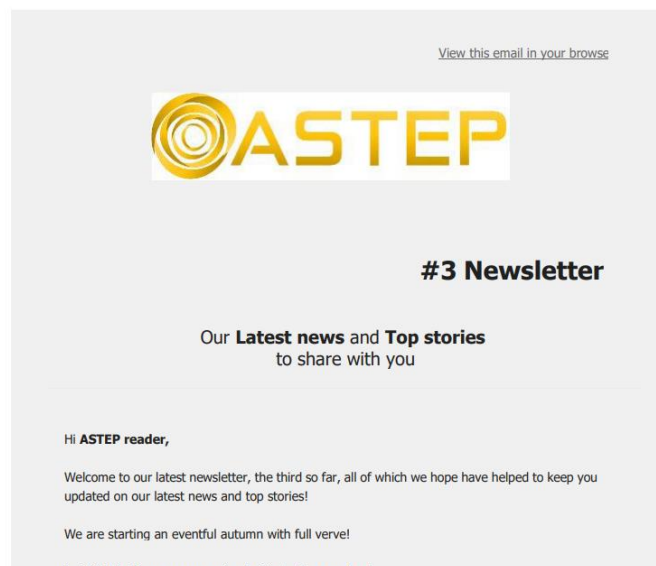 View this email in your browse
ASTEP
#3 Newsletter
Our Latest news and Top stories
to share with you
Hi ASTEP reader,
Welcome to our latest newsletter, the third so far, all of which we hope have helped to keep you
updated on our latest news and top stories!
We are starting an eventful autumn with full verve!